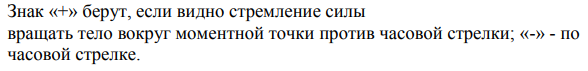 Знак «+» берут, если видно стремление силы
вращать тело вокруг моментной точки против часовой стрелки; «-» - по
часовой стрелке.